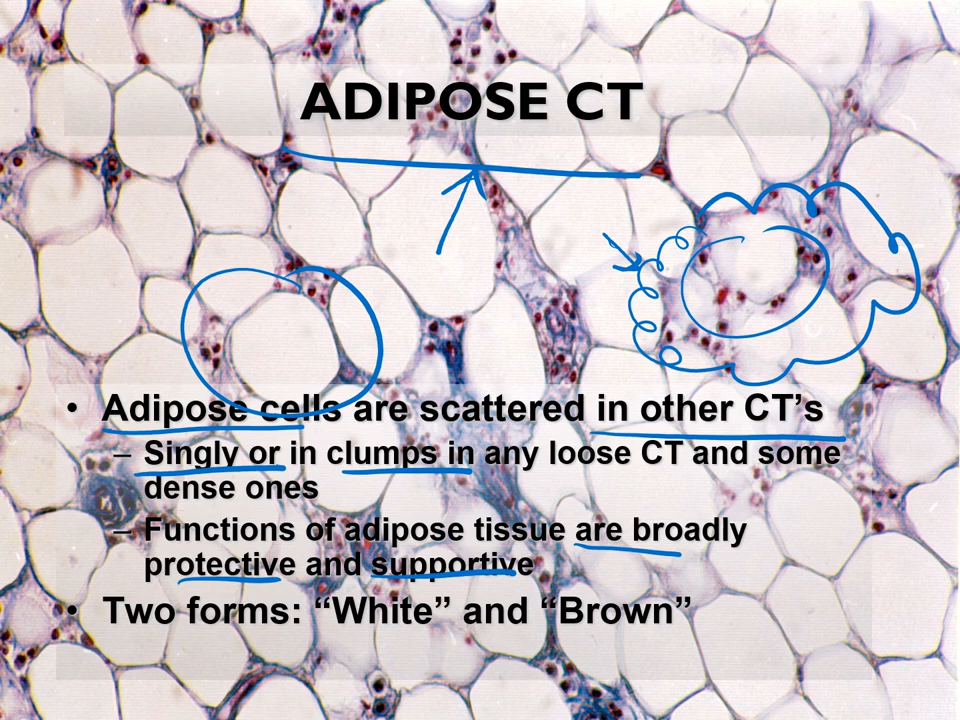 ADIPOSE CT
• Adipose cells are scattered in other CT’s
– Singly or in clumps in any loose CT and some
dense ones
– Functions of adipose tissue are broadly
protective and supportive
• Two forms: “White” and “Brown”